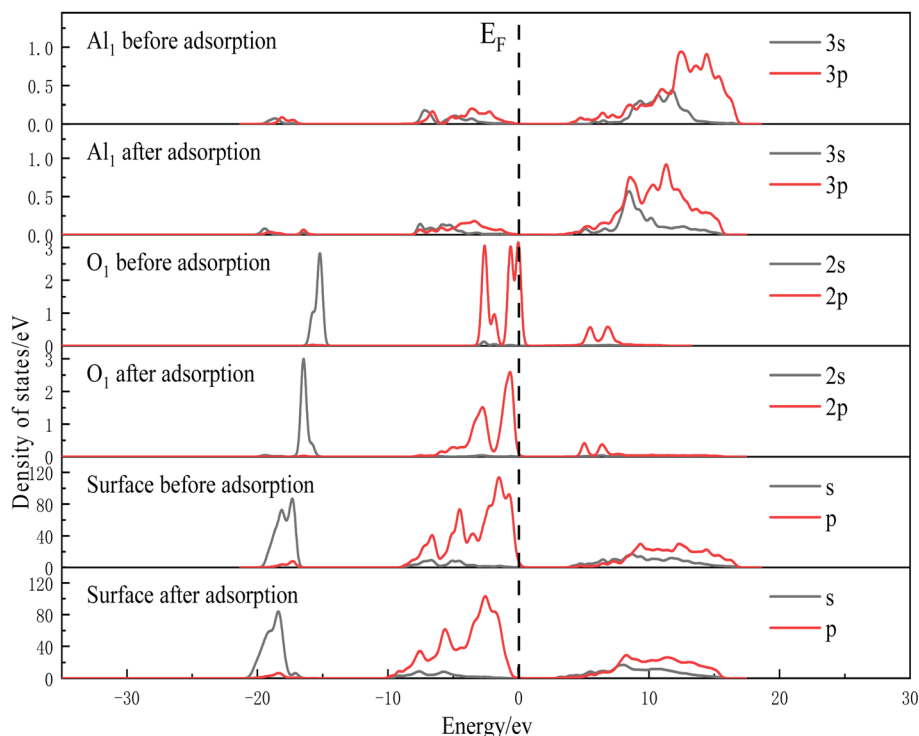 E_F
Al₁ before adsorption
3s
3p
1.0
0.5
0.0
Al₁ after adsorption
3s
3p
1.0
0.5
0.0
O₁ before adsorption
2s
2p
3
2
1
0
O₁ after adsorption
2s
2p
3
2
1
0
Surface before adsorption
s
p
120
80
40
0
Surface after adsorption
s
p
120
80
40
0
Density of states/eV
-30
-20
-10
0
10
20
30
Energy/ev